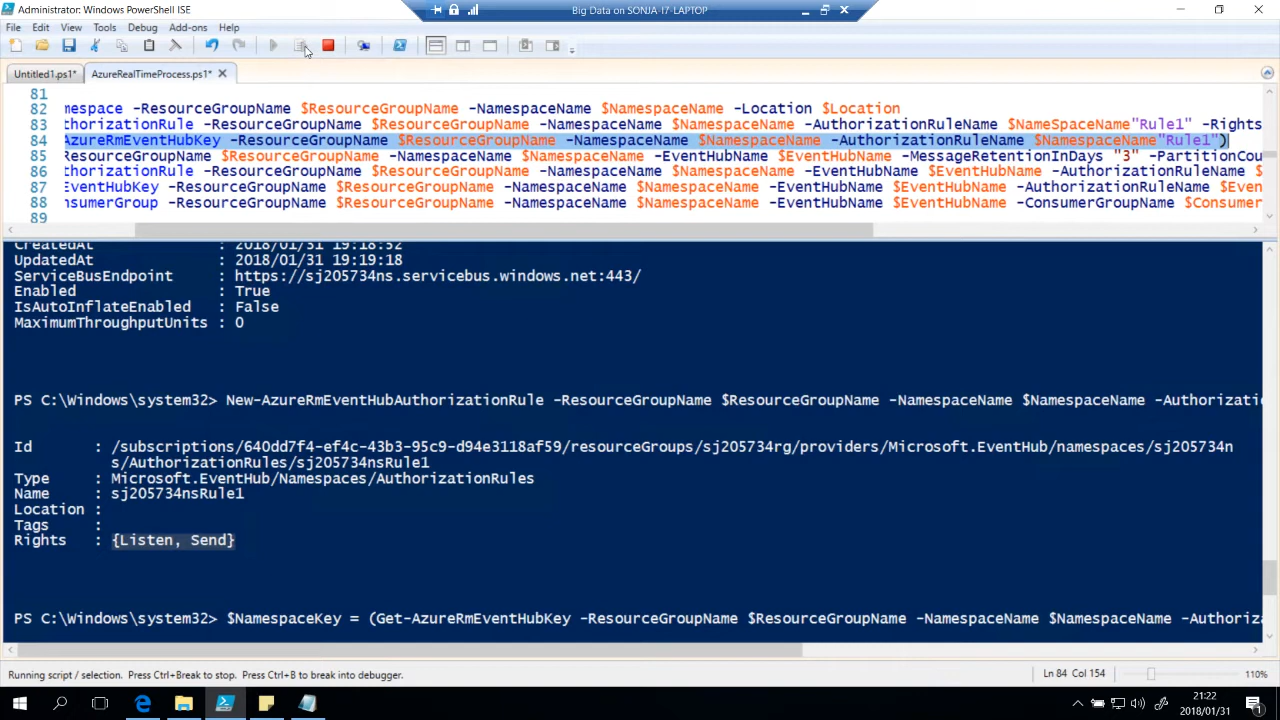 Administrator: Windows PowerShell ISE
Big Data on SONJA-I7-LAPTOP
File Edit View Tools Debug Add-ons Help
Untitled1.ps1* AzureRealTimeProcess.ps1*
81
82 mespace -ResourceGroupName $ResourceGroupName -NamespaceName $NamespaceName -Location $Location
83 thorizationRule -ResourceGroupName $ResourceGroupName -NamespaceName $NamespaceName -AuthorizationRuleName $NameSpaceName"Rule1" -Rights
84 AzureRmEventHubKey -ResourceGroupName $ResourceGroupName -NamespaceName $NamespaceName -AuthorizationRuleName $NamespaceName"Rule1")
85 ResourceGroupName $ResourceGroupName -NamespaceName $NamespaceName -EventHubName $EventHubName -MessageRetentionInDays "3" -PartitionCou
86 thorizationRule -ResourceGroupName $ResourceGroupName -NamespaceName $NamespaceName -EventHubName $EventHubName -AuthorizationRuleName $
87 EventHubKey -ResourceGroupName $ResourceGroupName -NamespaceName $NamespaceName -EventHubName $EventHubName -AuthorizationRuleName $Even
88 nsumerGroup -ResourceGroupName $ResourceGroupName -NamespaceName $NamespaceName -EventHubName $EventHubName -ConsumerGroupName $Consumer
89
CreatedAt : 2018/01/31 19:18:52
UpdatedAt : 2018/01/31 19:19:18
ServiceBusEndpoint : https://sj205734ns.servicebus.windows.net:443/
Enabled : True
IsAutoInflateEnabled : False
MaximumThroughputUnits : 0
PS C:\Windows\system32> New-AzureRmEventHubAuthorizationRule -ResourceGroupName $ResourceGroupName -NamespaceName $NamespaceName -Authorizati
Id : /subscriptions/640dd7f4-ef4c-43b3-95c9-d94e3118af59/resourceGroups/sj205734rg/providers/Microsoft.EventHub/namespaces/sj205734n
s/AuthorizationRules/sj205734nsRule1
Type : Microsoft.EventHub/Namespaces/AuthorizationRules
Name : sj205734nsRule1
Location :
Tags :
Rights : {Listen, Send}
PS C:\Windows\system32> $NamespaceKey = (Get-AzureRmEventHubKey -ResourceGroupName $ResourceGroupName -NamespaceName $NamespaceName -Authoriza
Running script / selection. Press Ctrl+Break to stop. Press Ctrl+B to break into debugger.
Ln 84 Col 154
110%
21:22
2018/01/31
1